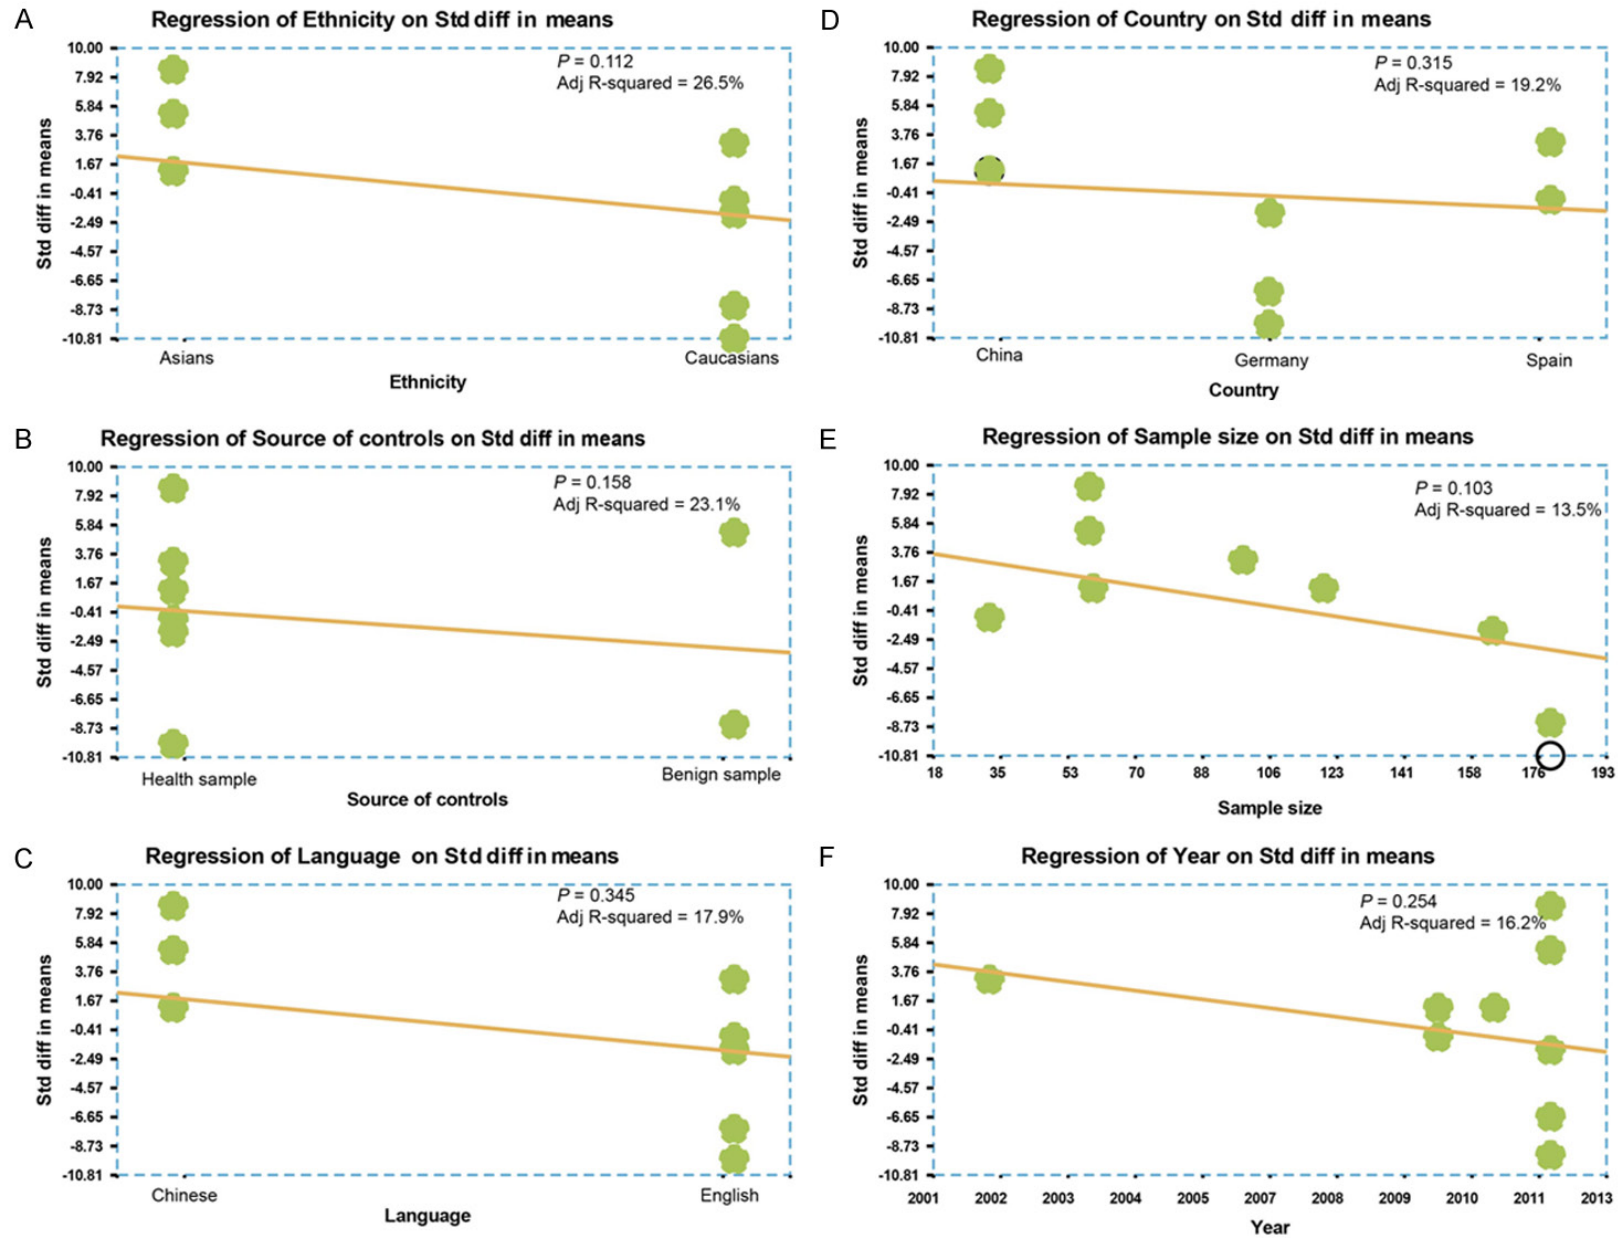 A
Regression of Ethnicity on Std diff in means
P = 0.112
Adj R-squared = 26.5%
Std diff in means
10.00
7.92
5.84
3.76
1.67
-0.41
-2.49
-4.57
-6.65
-8.73
-10.81
Asians
Caucasians
Ethnicity
D
Regression of Country on Std diff in means
P = 0.315
Adj R-squared = 19.2%
Std diff in means
10.00
7.92
5.84
3.76
1.67
-0.41
-2.49
-4.57
-6.65
-8.73
-10.81
China
Germany
Spain
Country
B
Regression of Source of controls on Std diff in means
P = 0.158
Adj R-squared = 23.1%
Std diff in means
10.00
7.92
5.84
3.76
1.67
-0.41
-2.49
-4.57
-6.65
-8.73
-10.81
Health sample
Benign sample
Source of controls
E
Regression of Sample size on Std diff in means
P = 0.103
Adj R-squared = 13.5%
Std diff in means
10.00
7.92
5.84
3.76
1.67
-0.41
-2.49
-4.57
-6.65
-8.73
-10.81
18 35 53 70 88 106 123 141 158 176 193
Sample size
C
Regression of Language on Std diff in means
P = 0.345
Adj R-squared = 17.9%
Std diff in means
10.00
7.92
5.84
3.76
1.67
-0.41
-2.49
-4.57
-6.65
-8.73
-10.81
Chinese
English
Language
F
Regression of Year on Std diff in means
P = 0.254
Adj R-squared = 16.2%
Std diff in means
10.00
7.92
5.84
3.76
1.67
-0.41
-2.49
-4.57
-6.65
-8.73
-10.81
2001 2002 2003 2004 2005 2007 2008 2009 2010 2011 2013
Year